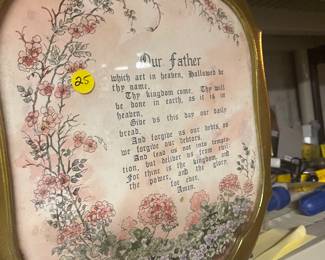 Our Father
25
which art in heaven, Hallowed be
thy name.
Thy kingdom come. Thy will
be done in earth, as it is in
heaven.
Give us this day our daily
bread.
And forgive us our debts, as
we forgive our debtors.
And lead us not into tempta-
tion, but deliver us from evil:
For thine is the kingdom, and
the power, and the glory,
for ever.
Amen.